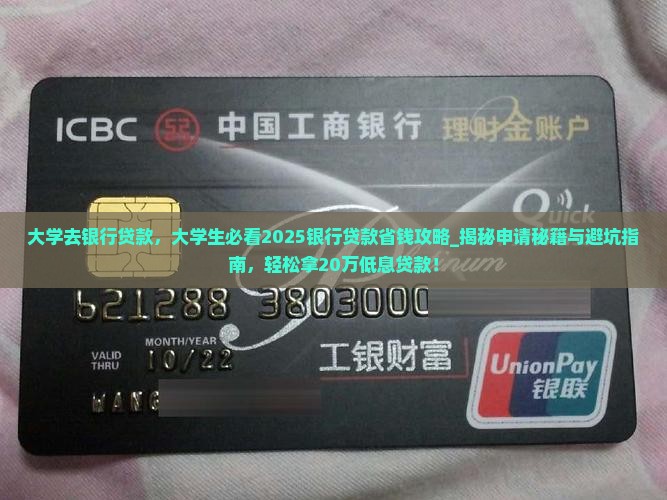 ICBC 中国工商银行 理财金账户
Quick
大学去银行贷款，大学生必看2025银行贷款省钱攻略_揭秘申请秘籍与避坑指
南，轻松拿20万低息贷款！
621288 3803000
MONTH/YEAR
VALID
THRU 10/22
工银财富
UnionPay
银联
WANG